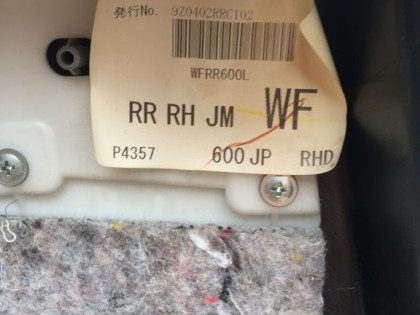 発行No. 9Z0402RRC102
WFRR600L
RR RH JM WF
P4357 600 JP RHD